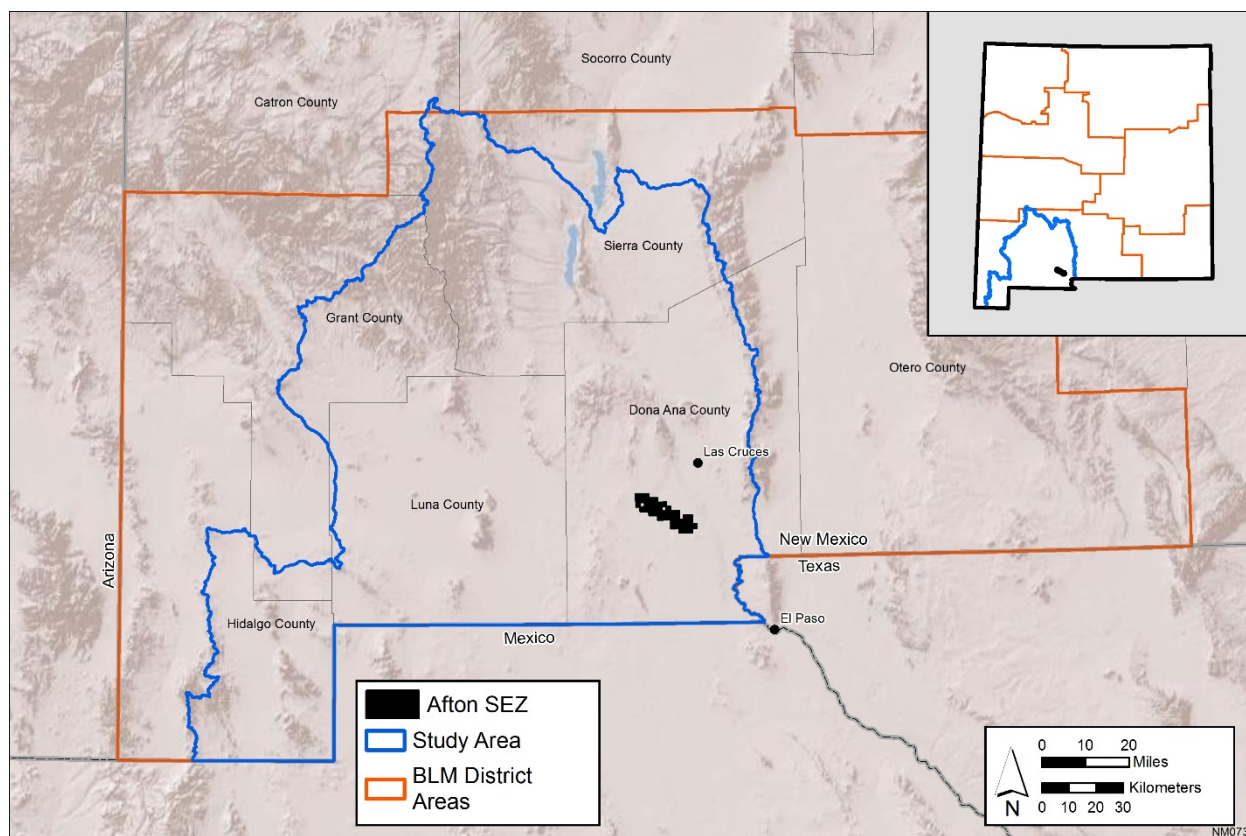 Socorro County
Catron County
Sierra County
Grant County
Otero County
Dona Ana County
Las Cruces
Luna County
Arizona
New Mexico
Texas
El Paso
Hidalgo County
Mexico
Afton SEZ
Study Area
BLM District
Areas
N
0 10 20
Miles
Kilometers
0 10 20 30